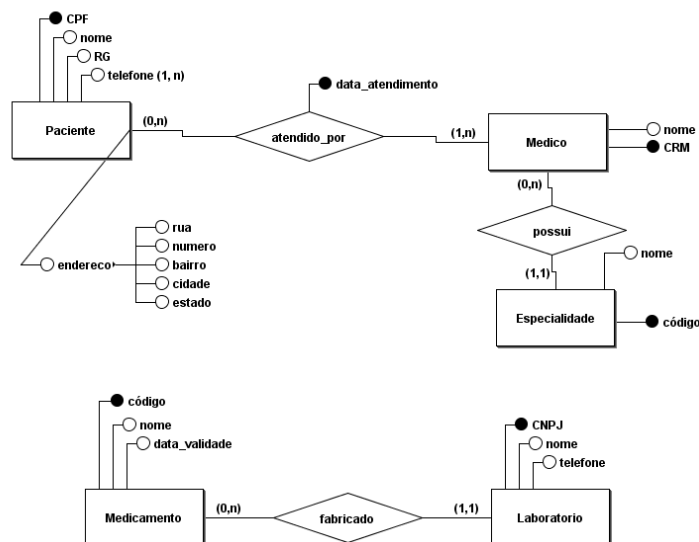 CPF
nome
RG
telefone (1, n)
data_atendimento
Paciente
(0,n)
atendido_por
(1,n)
Medico
nome
CRM
(0,n)
possui
rua
numero
endereco
bairro
cidade
estado
(1,1)
nome
Especialidade
código
código
nome
data_validade
CNPJ
nome
telefone
Medicamento
(0,n)
fabricado
(1,1)
Laboratorio